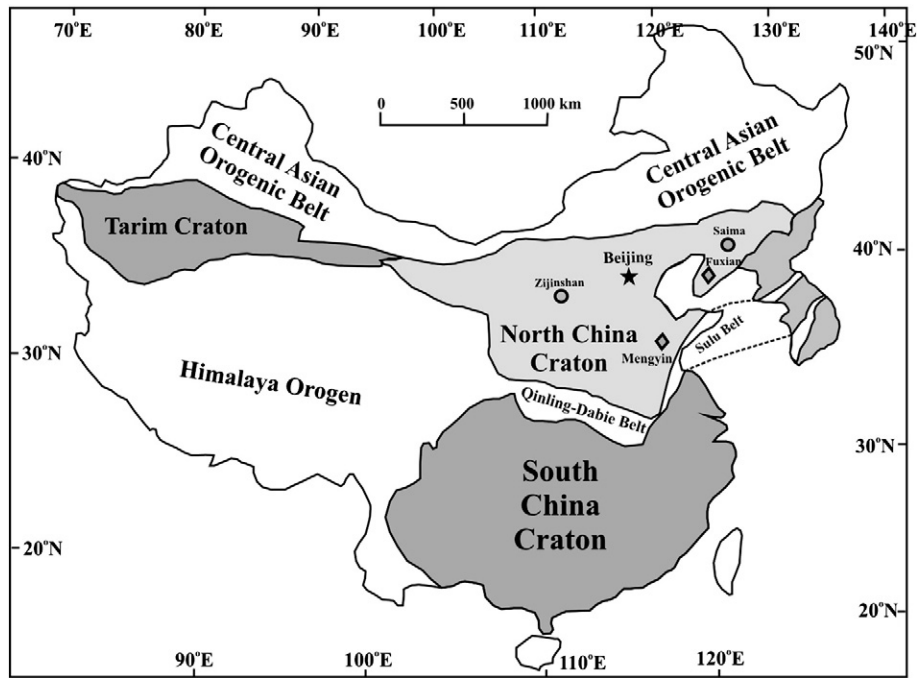 70°E 80°E 90°E 100°E 110°E 120°E 130°E 140°E
50°N
0 500 1000 km
Central Asian
Orogenic Belt
Central Asian
Orogenic Belt
40°N
Tarim Craton
Saima
40°N
Beijing
Fuxian
Zijinshan
North China
Craton
Mengyin
Sulu Belt
30°N
Himalaya Orogen
Qinling-Dabie Belt
30°N
South
China
Craton
20°N
20°N
90°E 100°E 110°E 120°E